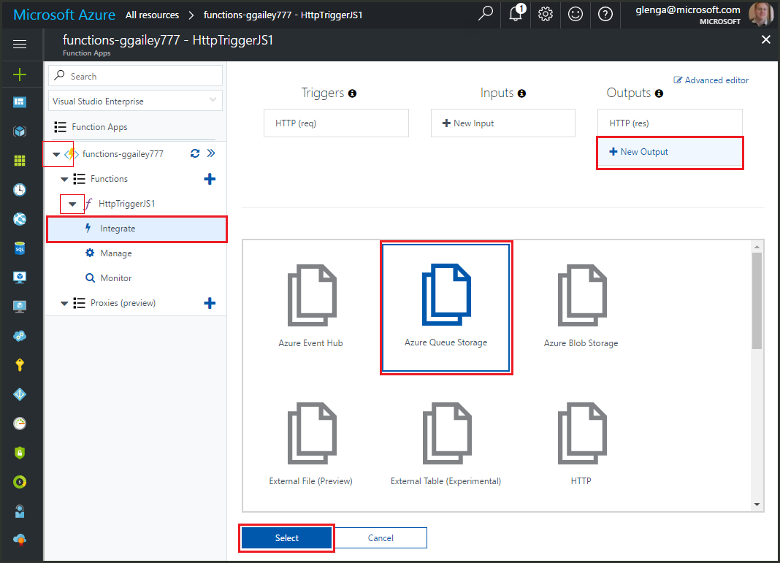 Microsoft Azure All resources > functions-ggailey777 - HttpTriggerJS1
1
glenga@microsoft.com
MICROSOFT
functions-ggailey777 - HttpTriggerJS1
Function Apps
Search
Visual Studio Enterprise
Function Apps
functions-ggailey777
Functions
HttpTriggerJS1
Integrate
Manage
Monitor
Proxies (preview)
Advanced editor
Triggers Inputs Outputs
HTTP (req) New Input HTTP (res)
New Output
Azure Event Hub Azure Queue Storage Azure Blob Storage
External File (Preview) External Table (Experimental) HTTP
Select Cancel